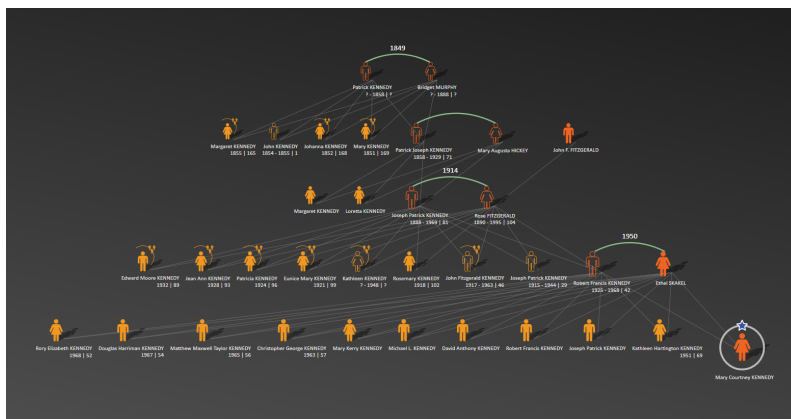 1849
Patrick KENNEDY
? - 1858 | ?
Bridget MURPHY
? - 1888 | ?
Margaret KENNEDY
1855 | 165
John KENNEDY
1854 - 1855 | 1
Johanna KENNEDY
1852 | 168
Mary KENNEDY
1851 | 169
Patrick Joseph KENNEDY
1858 - 1929 | 71
Mary Augusta HICKEY
John F. FITZGERALD
1914
Margaret KENNEDY
Loretta KENNEDY
Joseph Patrick KENNEDY
1888 - 1969 | 81
Rose FITZGERALD
1890 - 1995 | 104
1950
Edward Moore KENNEDY
1932 | 89
Jean Ann KENNEDY
1928 | 93
Patricia KENNEDY
1924 | 96
Eunice Mary KENNEDY
1921 | 99
Kathleen KENNEDY
? - 1948 | ?
Rosemary KENNEDY
1918 | 102
John Fitzgerald KENNEDY
1917 - 1963 | 46
Joseph Patrick KENNEDY
1915 - 1944 | 29
Robert Francis KENNEDY
1925 - 1968 | 42
Ethel SKAKEL
Rory Elizabeth KENNEDY
1968 | 52
Douglas Harriman KENNEDY
1967 | 54
Matthew Maxwell Taylor KENNEDY
1965 | 56
Christopher George KENNEDY
1963 | 57
Mary Kerry KENNEDY
Michael L. KENNEDY
David Anthony KENNEDY
Robert Francis KENNEDY
Joseph Patrick KENNEDY
Kathleen Hartington KENNEDY
1951 | 69
Mary Courtney KENNEDY